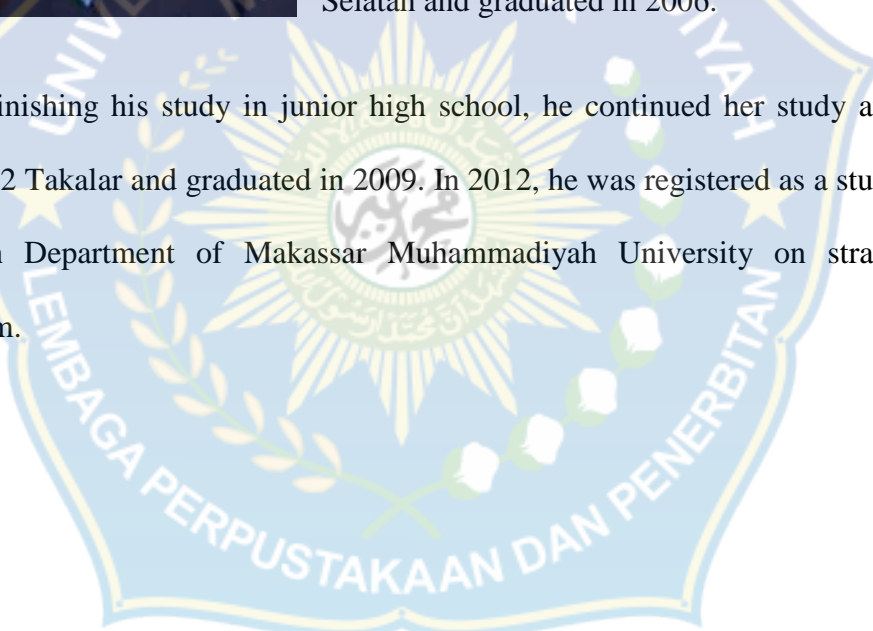 Selatan and graduated in 2006.
inishing his study in junior high school, he continued her study a
2 Takalar and graduated in 2009. In 2012, he was registered as a stu
Department of Makassar Muhammadiyah University on stra
m.
LEMBAGA PERPUSTAKAAN DAN PENERBITAN